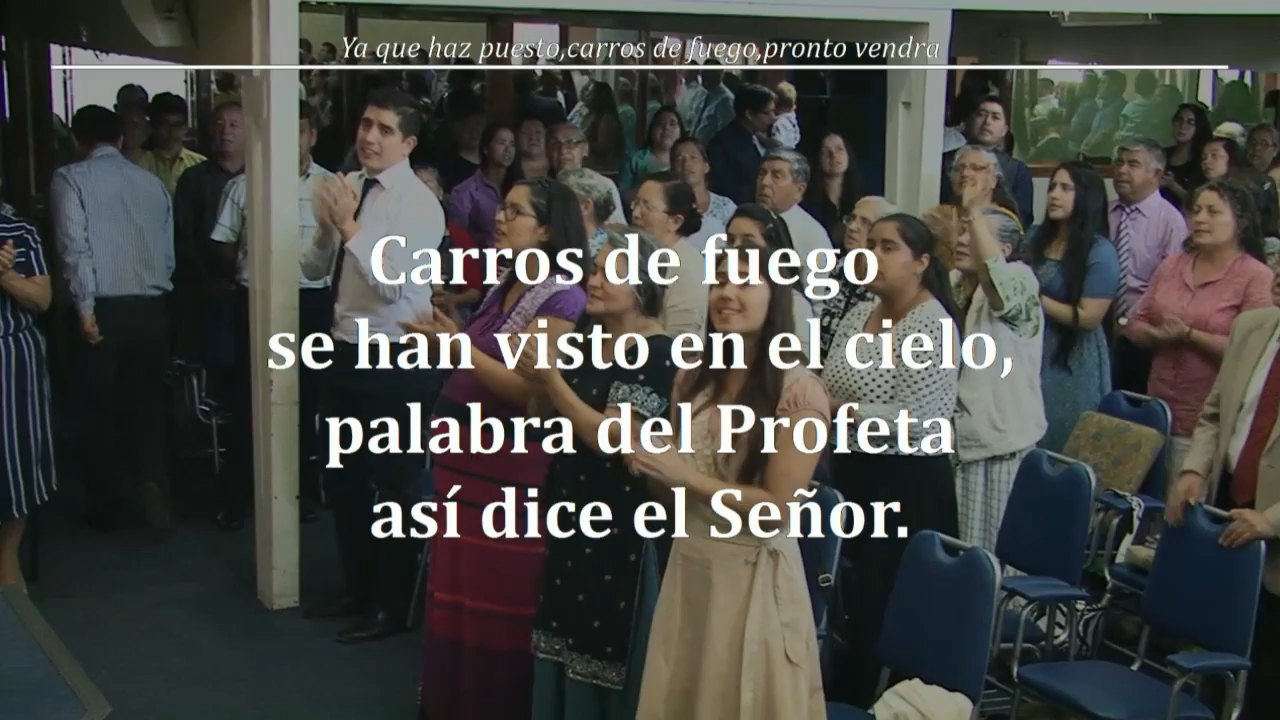 Ya que haz puesto,carros de fuego,pronto vendra
Carros de fuego
se han visto en el cielo,
palabra del Profeta
así dice el Señor.